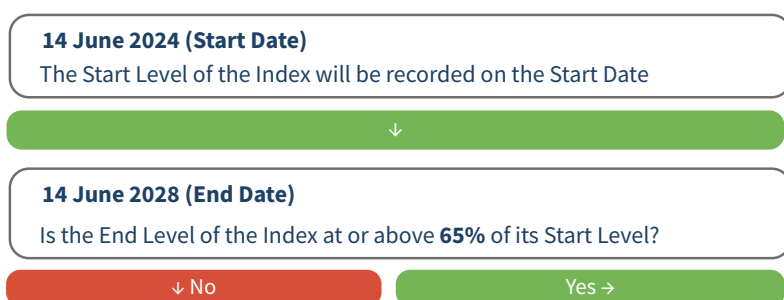 14 June 2024 (Start Date)
The Start Level of the Index will be recorded on the Start Date
↓
14 June 2028 (End Date)
Is the End Level of the Index at or above 65% of its Start Level?
↓ No
Yes →